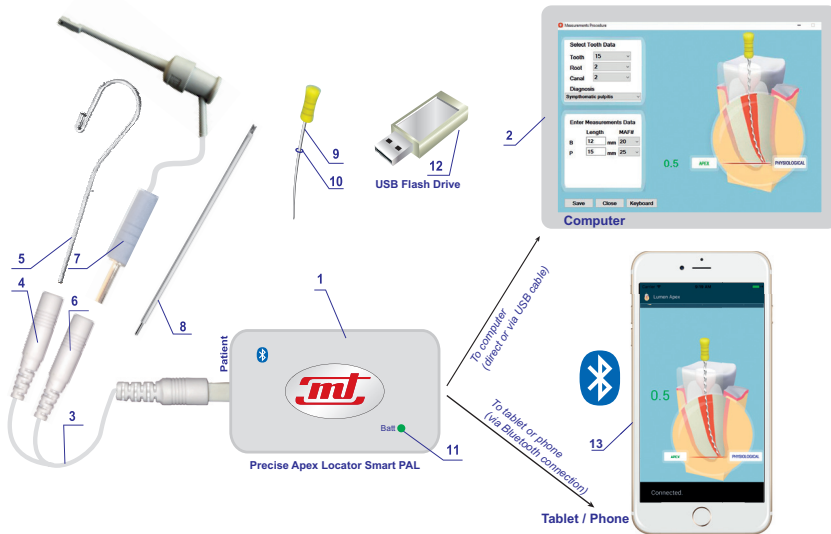 Measurements Procedure
Select Tooth Data
Tooth 15
Root 2
Canal 2
Diagnosis
Symptomatic pulpitis
Enter Measurements Data
Length MAF#
B 12 mm 20
P 15 mm 25
Save Close Keyboard
0.5
APEX
PHYSIOLOGICAL
2
Computer
9
10
12
USB Flash Drive
5
7
4
6
8
3
1
Patient
mt
Batt
11
Precise Apex Locator Smart PAL
To computer
(direct or via USB cable)
To tablet or phone
(via Bluetooth connection)
13
Lumen Apex
0.5
APEX
PHYSIOLOGICAL
Connected
Tablet / Phone